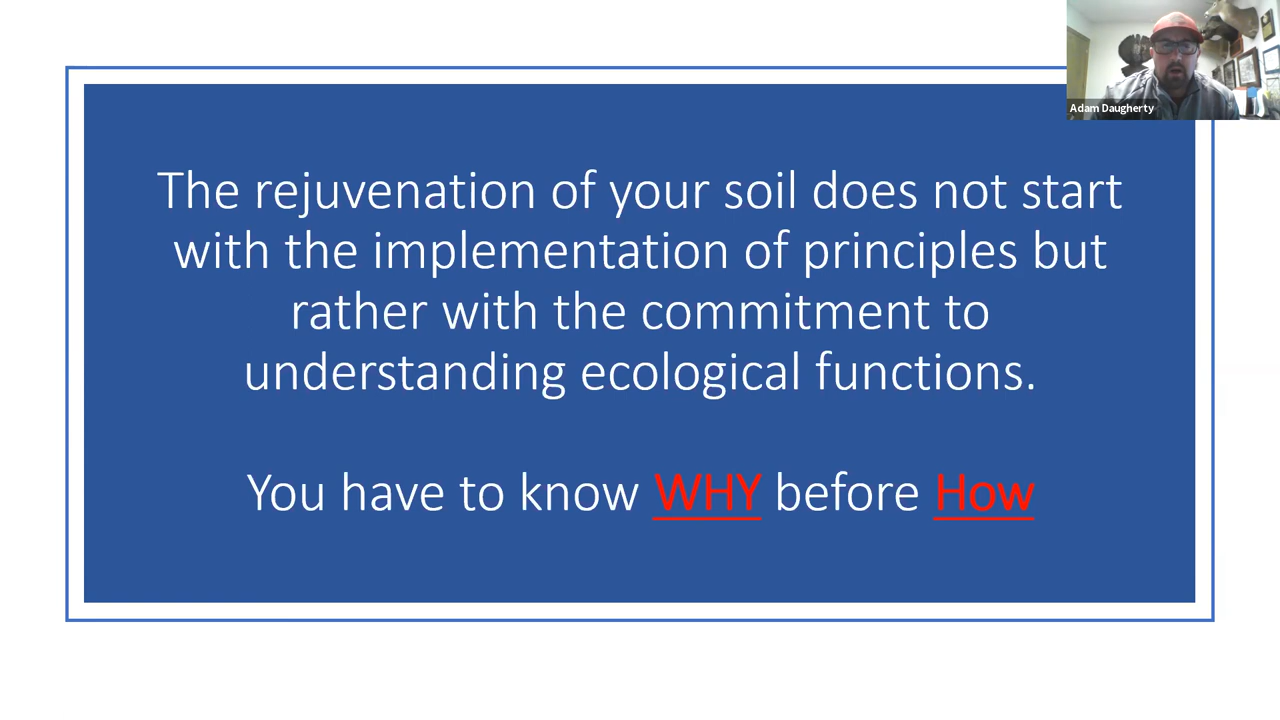 Adam Daugherty
The rejuvenation of your soil does not start
with the implementation of principles but
rather with the commitment to
understanding ecological functions.
You have to know WHY before How